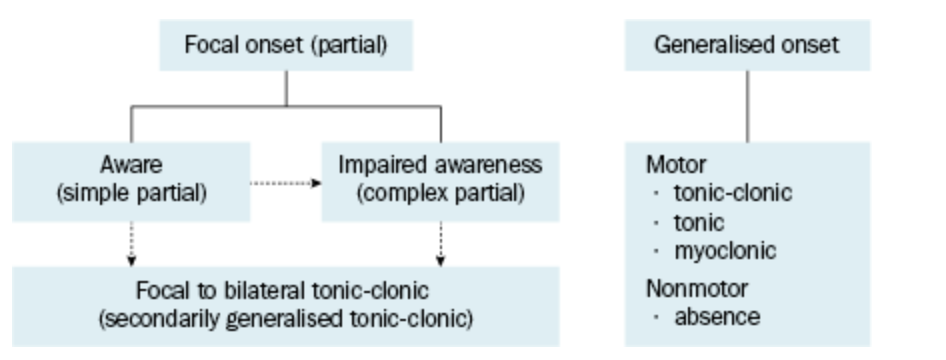 Focal onset (partial)
Generalised onset
Aware
(simple partial)
Impaired awareness
(complex partial)
Focal to bilateral tonic-clonic
(secondarily generalised tonic-clonic)
Motor
· tonic-clonic
· tonic
· myoclonic
Nonmotor
· absence